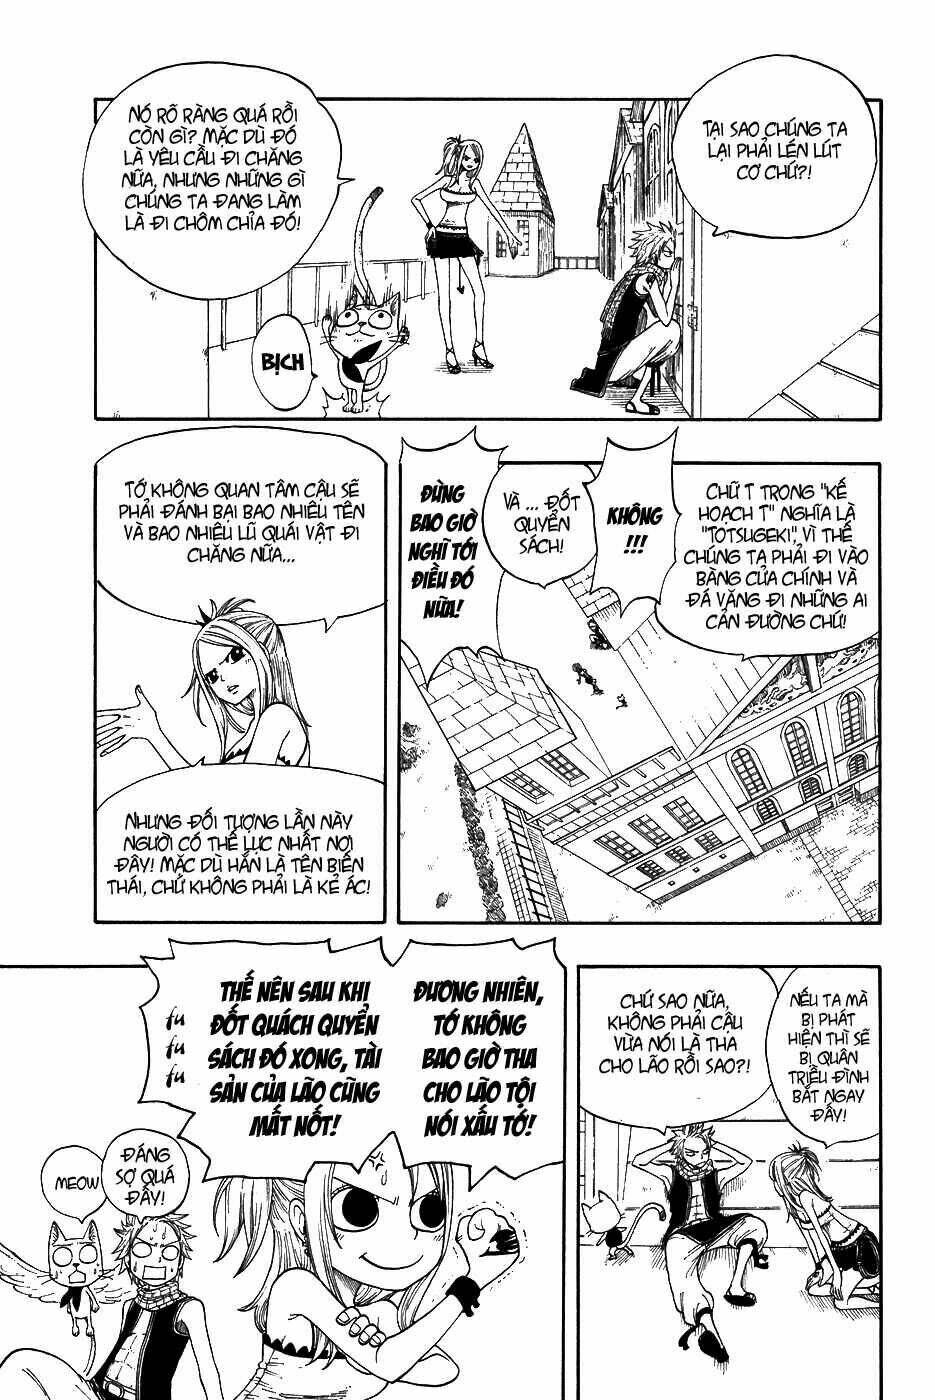 TẠI SAO CHÚNG TA
LẠI PHẢI LÉN LÚT
CƠ CHỨ?!
NÓ RÕ RÀNG QUÁ RỒI
CÒN GÌ? MẶC DÙ ĐÓ
LÀ YÊU CẦU ĐI CHĂNG
NỮA, NHƯNG NHỮNG GÌ
CHÚNG TA ĐANG LÀM
LÀ ĐI CHÔM CHỈA ĐÓ!
BỊCH
CHỮ T TRONG "KẾ
HOẠCH T" NGHĨA LÀ
"TOTSUGEKI", VÌ THẾ
CHÚNG TA PHẢI ĐI VÀO
BÀNG CỬA CHÍNH VÀ
ĐÁ VĂNG ĐI NHỮNG AI
CẢN ĐƯỜNG CHỨ!
KHÔNG
!!!
VÀ ... ĐỐT
QUYỂN
SÁCH!
ĐỪNG
BAO GIỜ
NGHĨ TỚI
ĐIỀU ĐÓ
NỮA!
TỚ KHÔNG QUAN TÂM CẬU SẼ
PHẢI ĐÁNH BẠI BAO NHIÊU TÊN
VÀ BAO NHIÊU LŨ QUÁI VẬT ĐI
CHĂNG NỮA...
NHƯNG ĐỐI TƯỢNG LẦN NÀY
NGƯỜI CÓ THẾ LỰC NHẤT NƠI
ĐÂY! MẶC DÙ HẮN LÀ TÊN BIẾN
THÁI, CHỨ KHÔNG PHẢI LÀ KẺ ÁC!
NẾU TA MÀ
BỊ PHÁT
HIỆN THÌ SẼ
BỊ QUÂN
TRIỀU ĐÌNH
BẮT NGAY
ĐẤY!
CHỨ SAO NỮA,
KHÔNG PHẢI CẬU
VỪA NÓI LÀ THA
CHO LÃO RỒI SAO?!
ĐƯƠNG NHIÊN,
TỚ KHÔNG
BAO GIỜ THA
CHO LÃO TỘI
NÓI XẤU TỚ!
THẾ NÊN SAU KHI
ĐỐT QUÁCH QUYỂN
SÁCH ĐÓ XONG, TÀI
SẢN CỦA LÃO CŨNG
MẤT NỐT!
fu
fu
fu
ĐÁNG
SỢ QUÁ
ĐẤY!
MEOW